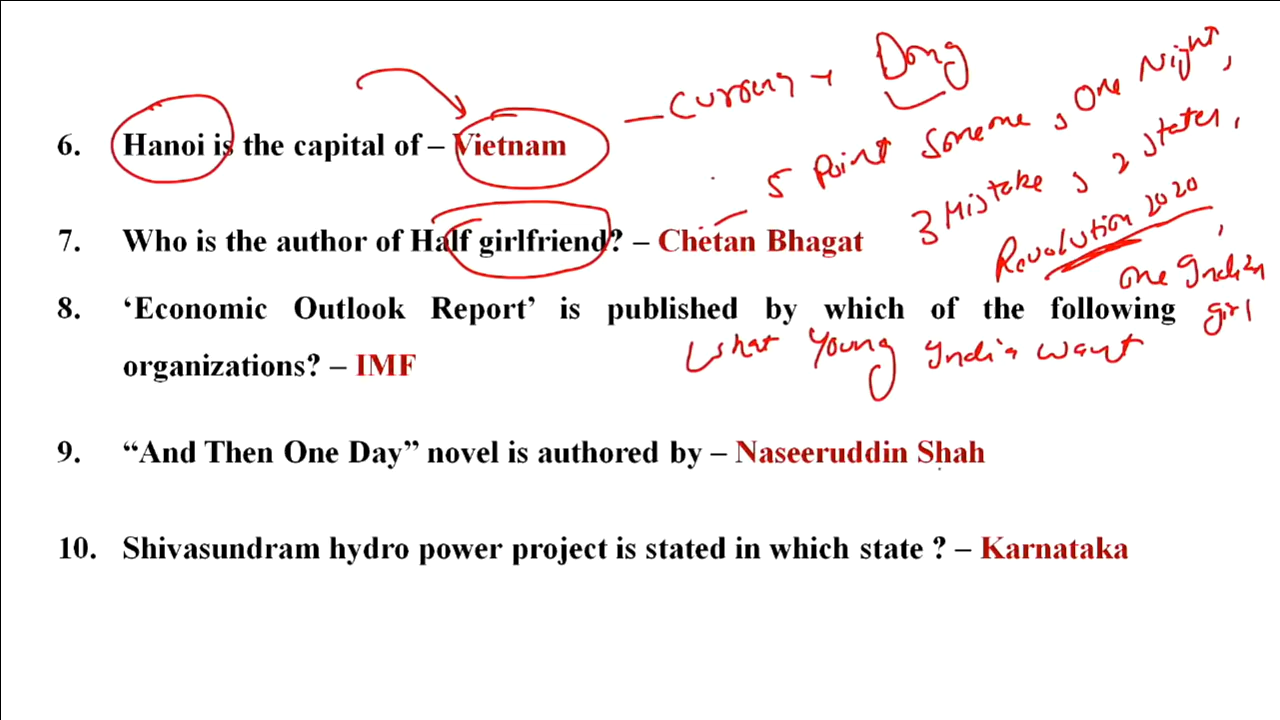 6. Hanoi is the capital of – Vietnam
– Currency → Dong
7. Who is the author of Half girlfriend? – Chetan Bhagat
5 Point Someone, One Night,
3 Mistake, 2 States,
Revolution 2020,
One Indian
girl
What Young India want
8. ‘Economic Outlook Report’ is published by which of the following
organizations? – IMF
9. “And Then One Day” novel is authored by – Naseeruddin Shah
10. Shivasundram hydro power project is stated in which state ? – Karnataka